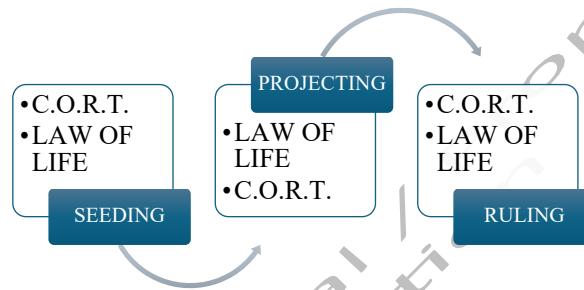 •C.O.R.T.
•LAW OF
LIFE
SEEDING
PROJECTING
•LAW OF
LIFE
•C.O.R.T.
•C.O.R.T.
•LAW OF
LIFE
RULING